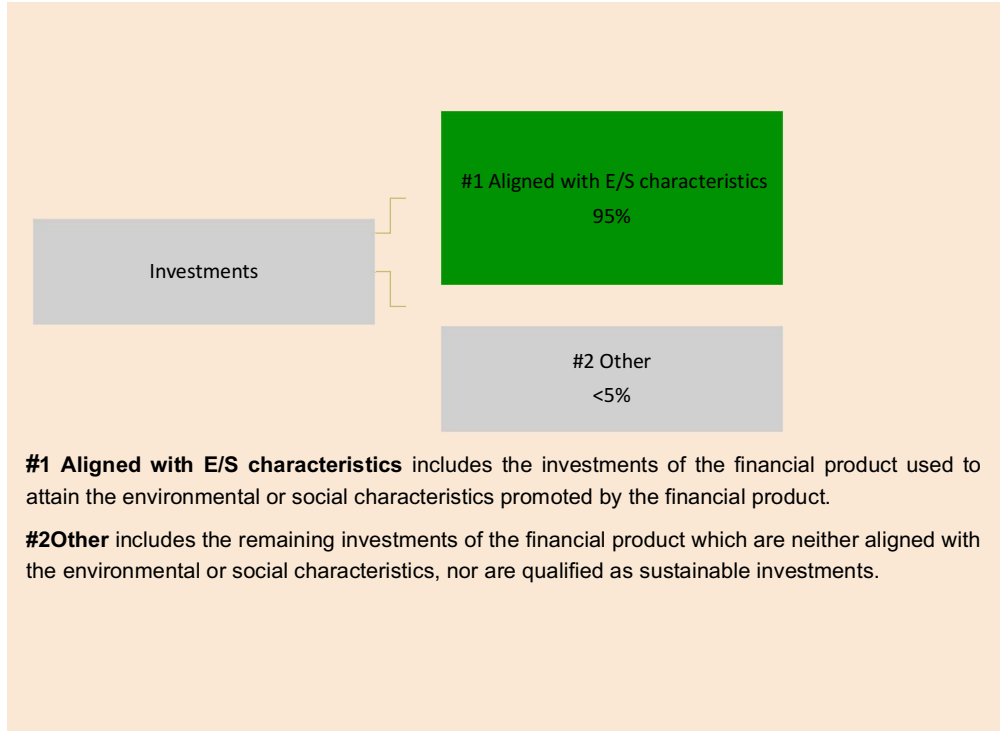 #1 Aligned with E/S characteristics
95%
Investments
#2 Other
<5%
#1 Aligned with E/S characteristics includes the investments of the financial product used to
attain the environmental or social characteristics promoted by the financial product.
#2Other includes the remaining investments of the financial product which are neither aligned with
the environmental or social characteristics, nor are qualified as sustainable investments.